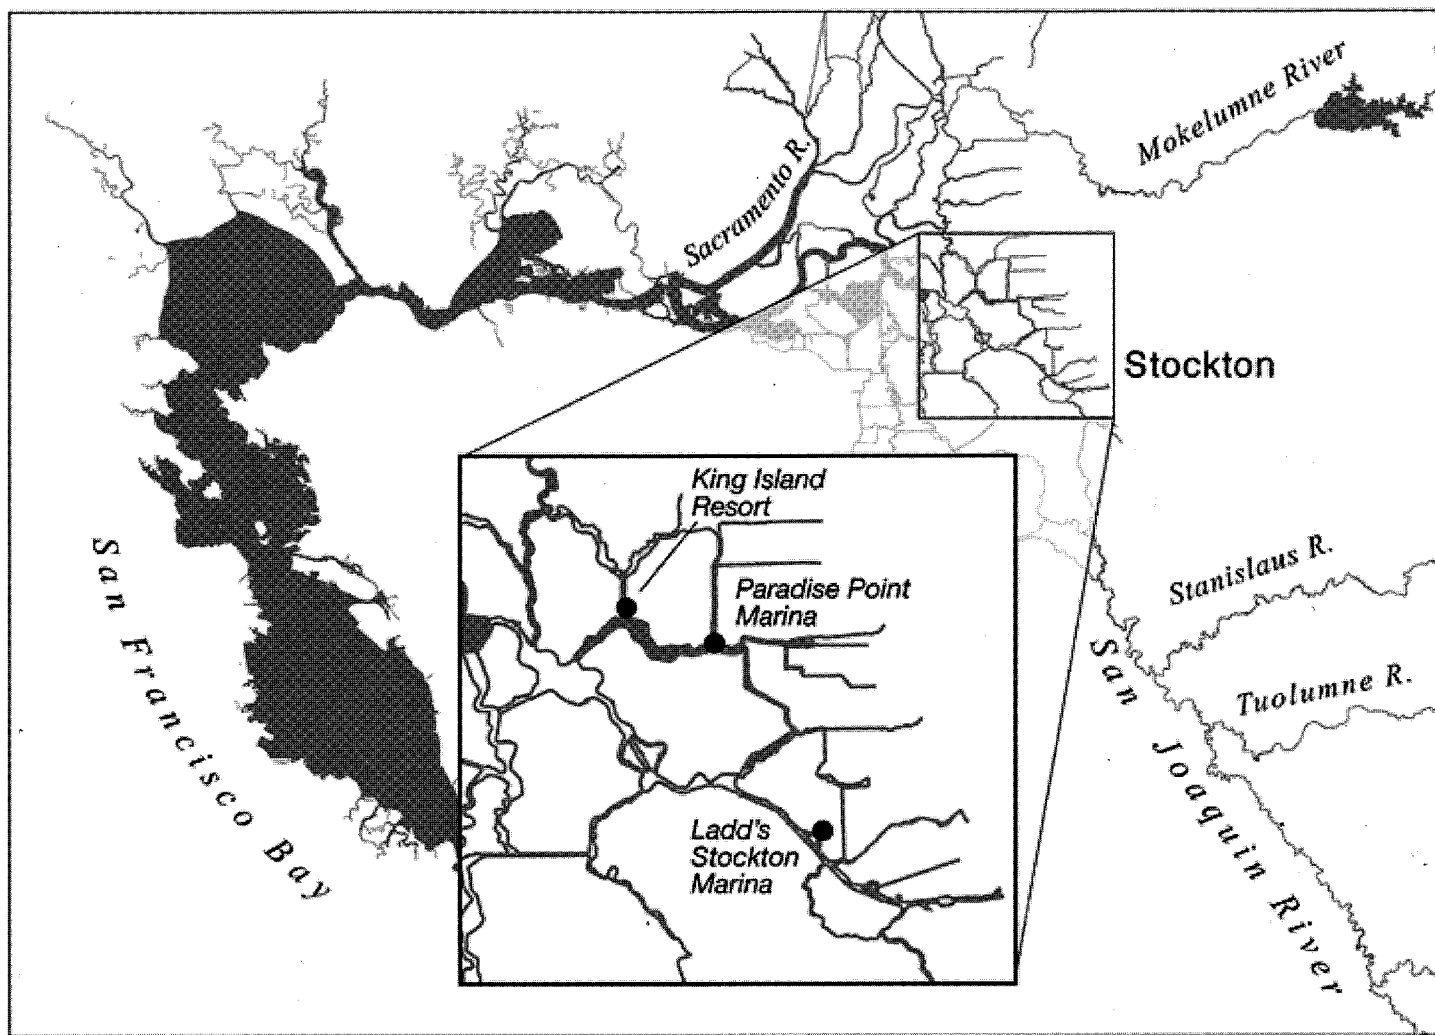 Mokelumne River
Sacramento R.
Stockton
King Island
Resort
Paradise Point
Marina
Ladd's
Stockton
Marina
Stanislaus R.
Tuolumne R.
San Joaquin River
San Francisco Bay